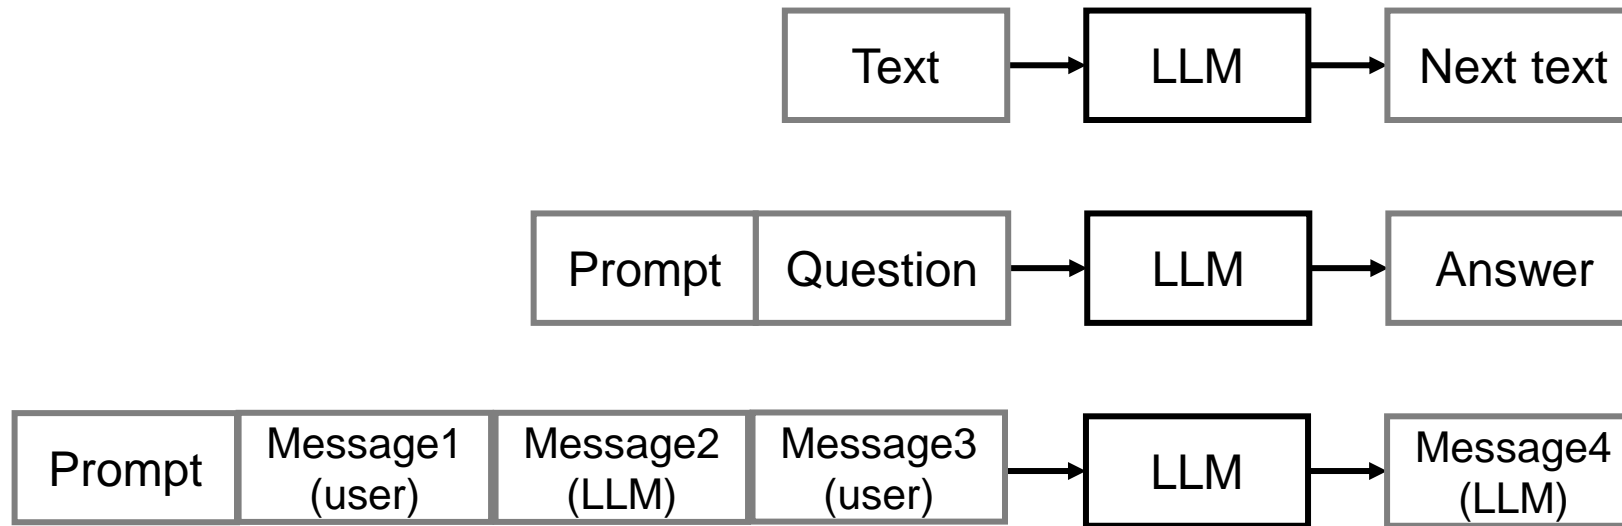 Text LLM Next text
Prompt Question LLM Answer
Prompt Message1 (user) Message2 (LLM) Message3 (user) LLM Message4 (LLM)